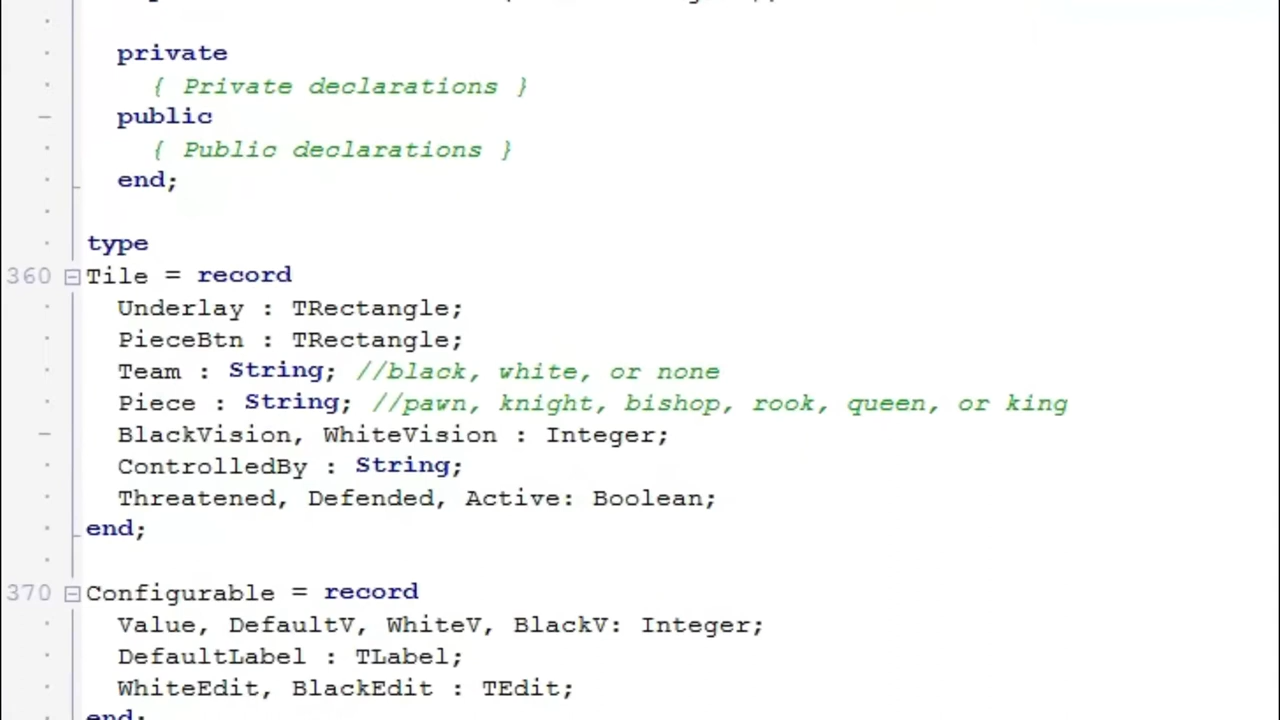 private
{ Private declarations }
public
{ Public declarations }
end;
type
360 Tile = record
Underlay : TRectangle;
PieceBtn : TRectangle;
Team : String; //black, white, or none
Piece : String; //pawn, knight, bishop, rook, queen, or king
BlackVision, WhiteVision : Integer;
ControlledBy : String;
Threatened, Defended, Active: Boolean;
end;
370 Configurable = record
Value, DefaultV, WhiteV, BlackV: Integer;
DefaultLabel : TLabel;
WhiteEdit, BlackEdit : TEdit;
end;